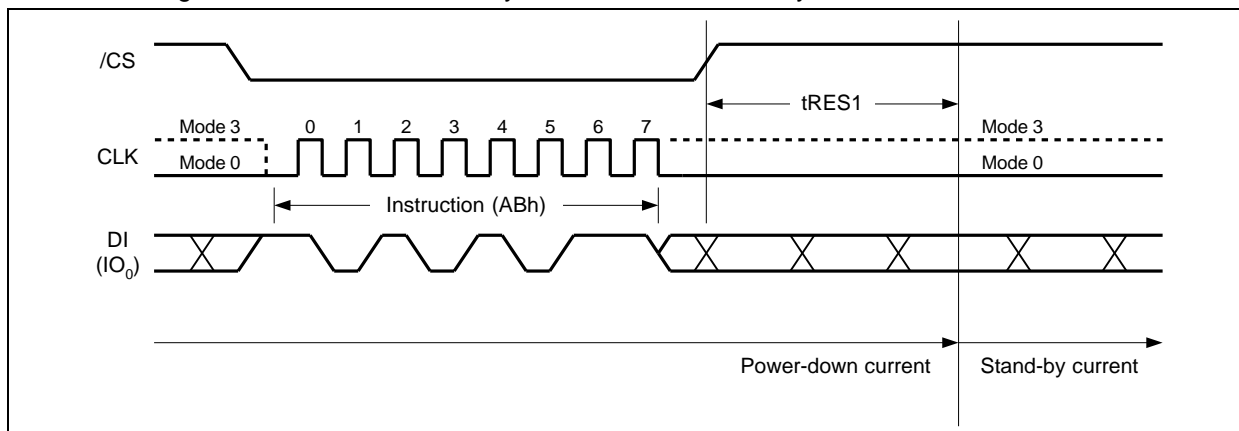 /CS
tRES1
Mode 3 0 1 2 3 4 5 6 7 Mode 3
CLK
Mode 0 Mode 0
Instruction (ABh)
DI
(IO0)
Power-down current Stand-by current